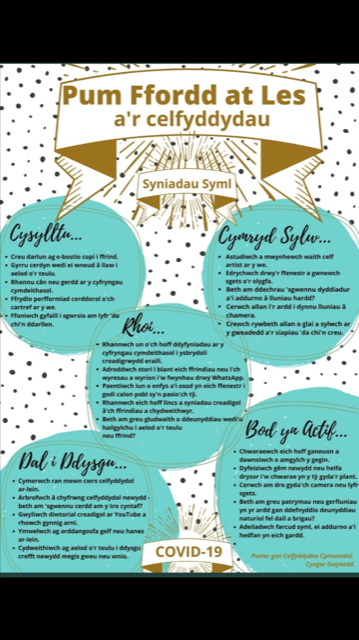 Pum Ffordd at Les
a'r celfyddydau
Syniadau Syml
Cysylltu...
Creu darlun ag e-bostio copi i ffrind.
Gyrru cerdyn wedi ei wneud â llaw i
aelod o'r teulu.
Rhannu cân neu gerdd ar y cyfryngau
cymdeithasol.
Ffrydio perfformiad cerddorol o'ch
cartref ar y we.
Ffoniwch gyfaill i sgwrsio am lyfr 'da
chi'n ddarllen.
Cymryd Sylw...
Astudiwch a mwynhewch waith celf
artist ar y we.
Edrychwch drwy'r ffenestr a gwnewch
sgets o'r olygfa.
Beth am ddechrau 'sgwennu dyddiadur
a'i addurno â lluniau hardd?
Cerwch allan i'r ardd i dynnu lluniau â
chamera.
Crewch rywbeth allan o glai a sylwch ar
y gweadedd a'r siapiau 'da chi'n creu.
Rhoi...
Rhannwch un o'ch hoff ddyfyniadau ar y
cyfryngau cymdeithasol i ysbrydoli
creadigrwydd eraill.
Adroddwch stori i blant eich ffrindiau neu i'ch
wyresau a wyrion i'w fwynhau drwy WhatsApp.
Paentiwch lun o enfys a'i osod yn eich ffenestr i
godi calon pobl sy'n pasio'ch tŷ.
Rhannwch eich hoff lincs a syniadau creadigol
â'ch ffrindiau a chydweithwyr.
Beth am greu gludwaith o ddeunyddiau wedi'u
hailgylchu i aelod o'ch teulu
neu ffrind?
Bod yn Actif...
Chwaraewch eich hoff ganeuon a
dawnsiwch o amgylch y gegin.
Dyfeisiwch gêm newydd neu helfa
drysor i'w chwarae yn y tŷ gyda'r plant.
Cerwch am dro gyda'ch camera neu lyfr
sgets.
Beth am greu patrymau neu gerfluniau
yn yr ardd gan ddefnyddio deunyddiau
naturiol fel dail a brigau?
Adeiladwch farcud syml, ei addurno a'i
hedfan yn eich gardd.
Dal i Ddysgu...
Cymerwch ran mewn cwrs celfyddydol
ar-lein.
Arbrofwch â chyfrwng celfyddydol newydd -
beth am 'sgwennu cerdd am y tro cyntaf?
Gwyliwch diwtorial creadigol ar YouTube a
rhowch gynnig arni.
Ymwelwch ag arddangosfa gelf neu hanes
ar-lein.
Cydweithiwch ag aelod o'r teulu i ddysgu
crefft newydd megis gweu neu wnio.
COVID-19
Poster gan Celfyddydau Cymunedol,
Cyngor Gwynedd.